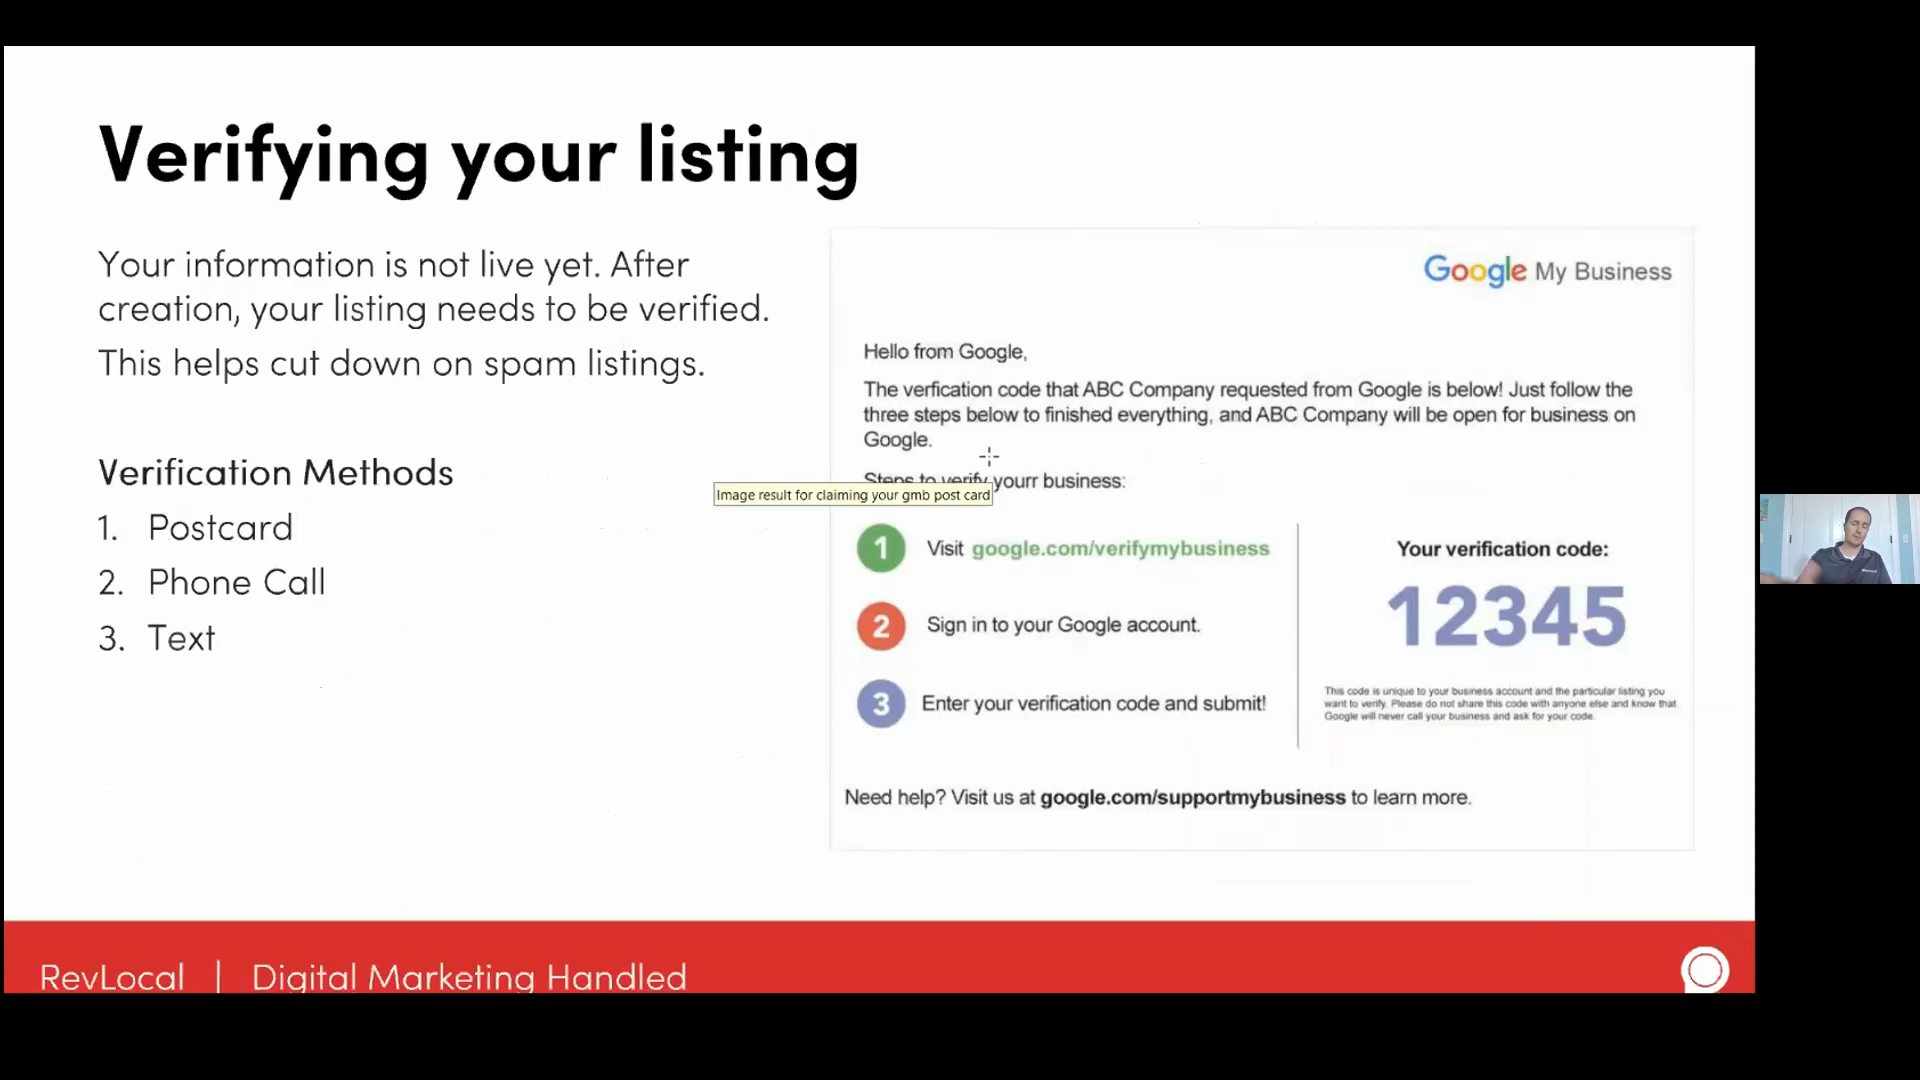 Verifying your listing
Your information is not live yet. After
creation, your listing needs to be verified.
This helps cut down on spam listings.
Verification Methods
1. Postcard
2. Phone Call
3. Text
Google My Business
Hello from Google,
The verfication code that ABC Company requested from Google is below! Just follow the
three steps below to finished everything, and ABC Company will be open for business on
Google.
Steps to verify yourr business:
Image result for claiming your gmb post card
1 Visit google.com/verifymybusiness
2 Sign in to your Google account.
3 Enter your verification code and submit!
Your verification code:
12345
This code is unique to your business account and the particular listing you
want to verify. Please do not share this code with anyone else and know that
Google will never call your business and ask for your code.
Need help? Visit us at google.com/supportmybusiness to learn more.
RevLocal | Digital Marketing Handled